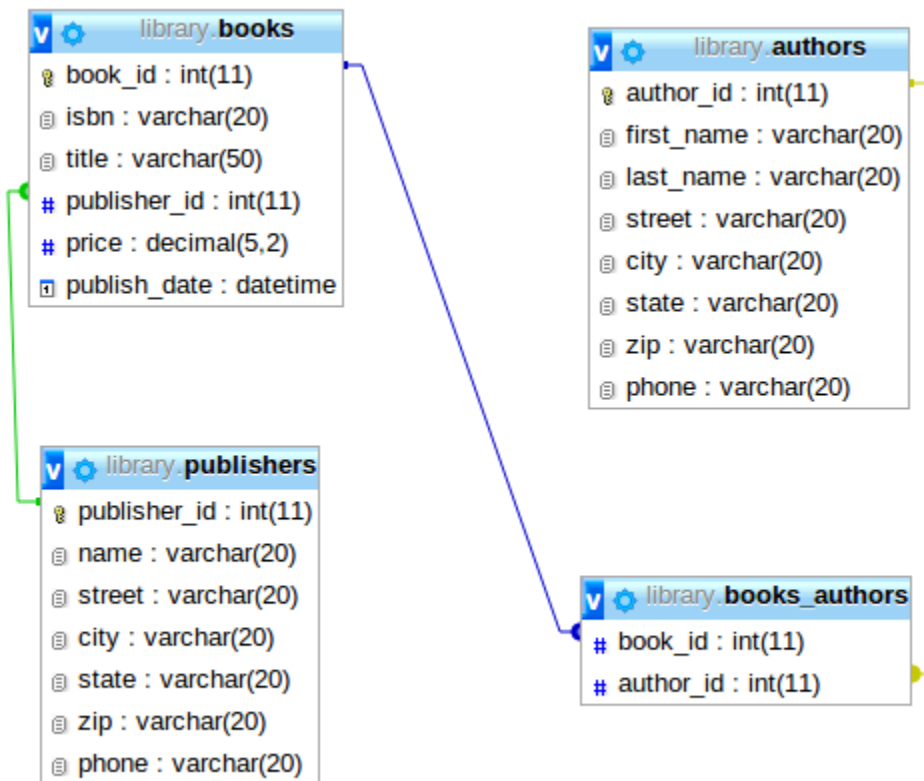 library.books
book_id : int(11)
isbn : varchar(20)
title : varchar(50)
publisher_id : int(11)
price : decimal(5,2)
publish_date : datetime
library.authors
author_id : int(11)
first_name : varchar(20)
last_name : varchar(20)
street : varchar(20)
city : varchar(20)
state : varchar(20)
zip : varchar(20)
phone : varchar(20)
library.publishers
publisher_id : int(11)
name : varchar(20)
street : varchar(20)
city : varchar(20)
state : varchar(20)
zip : varchar(20)
phone : varchar(20)
library.books_authors
book_id : int(11)
author_id : int(11)